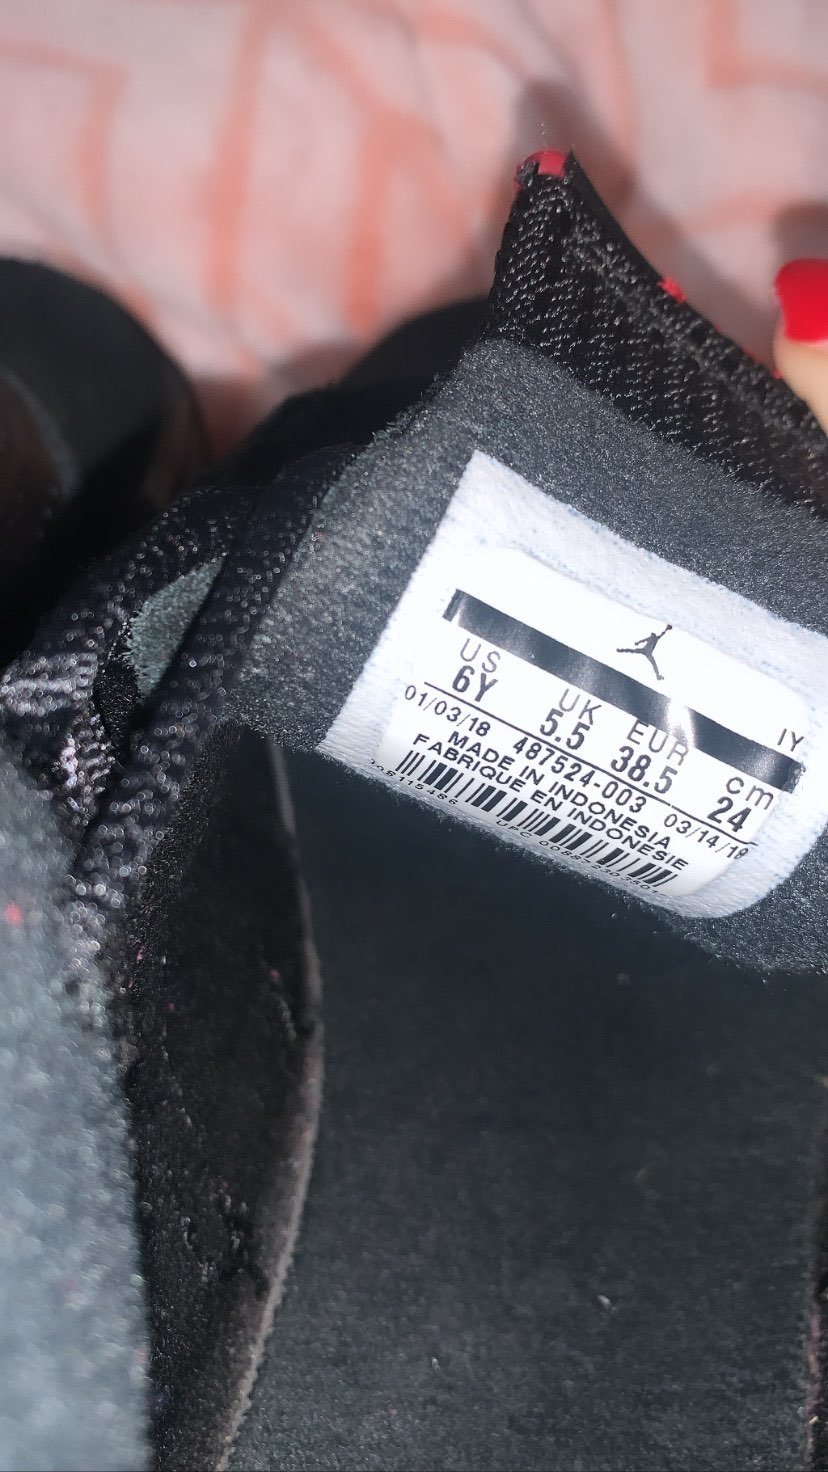 US UK EUR cm IY
6Y 5.5 38.5 24
01/03/18 487524-003 03/14/18
MADE IN INDONESIA
FABRIQUE EN INDONESIE
UPC